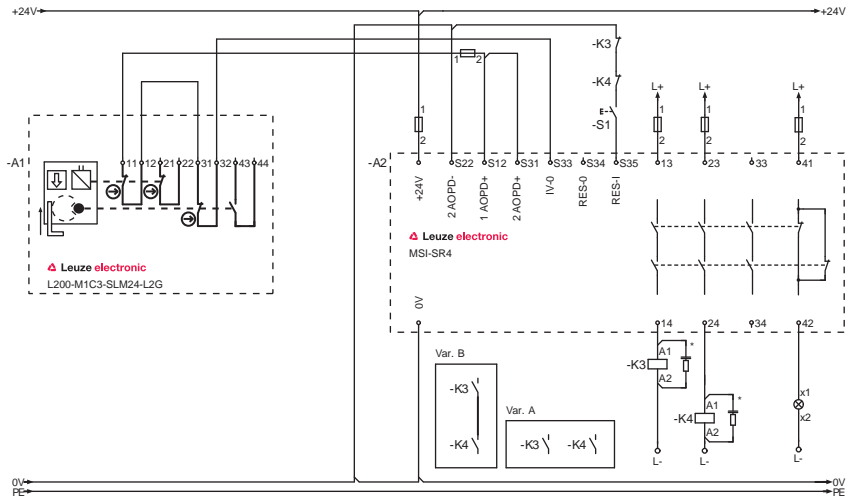 +24V +24V
-K3
1 2
-K4
L+ L+ L+
E--
-S1
1 1 1 1
2 2 2 2
-A1 11 12 21 22 31 32 43 44
-A2 S22 S12 S31 S33 S34 S35 13 23 33 41
+24V
2 AOPD-
1 AOPD+
2 AOPD+
IV-0
RES-0
RES-I
Leuze electronic
MSI-SR4
Leuze electronic
L200-M1C3-SLM24-L2G
0V
14 24 34 42
Var. B
-K3
-K4
Var. A
-K3 -K4
-K3 A1 *
A2
-K4 A1 *
A2
x1
x2
L- L- L-
0V 0V
PE PE